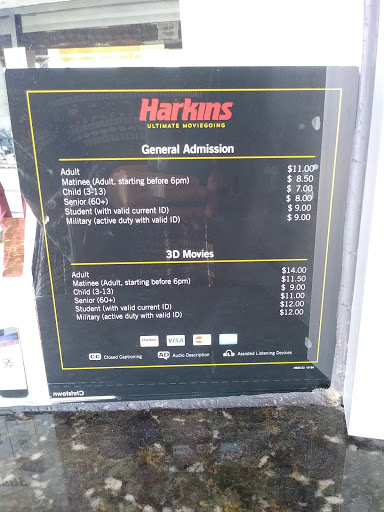 Harkins
ULTIMATE MOVIEGOING
General Admission
Adult $11.00
Matinee (Adult, starting before 6pm) $ 8.50
Child (3-13) $ 7.00
Senior (60+) $ 8.00
Student (with valid current ID) $ 9.00
Military (active duty with valid ID) $ 9.00
3D Movies
Adult $14.00
Matinee (Adult, starting before 6pm) $11.50
Child (3-13) $ 9.00
Senior (60+) $11.00
Student (with valid current ID) $12.00
Military (active duty with valid ID) $12.00
Harkins VISA
CC Closed Captioning AD Audio Description Assisted Listening Devices
Christown